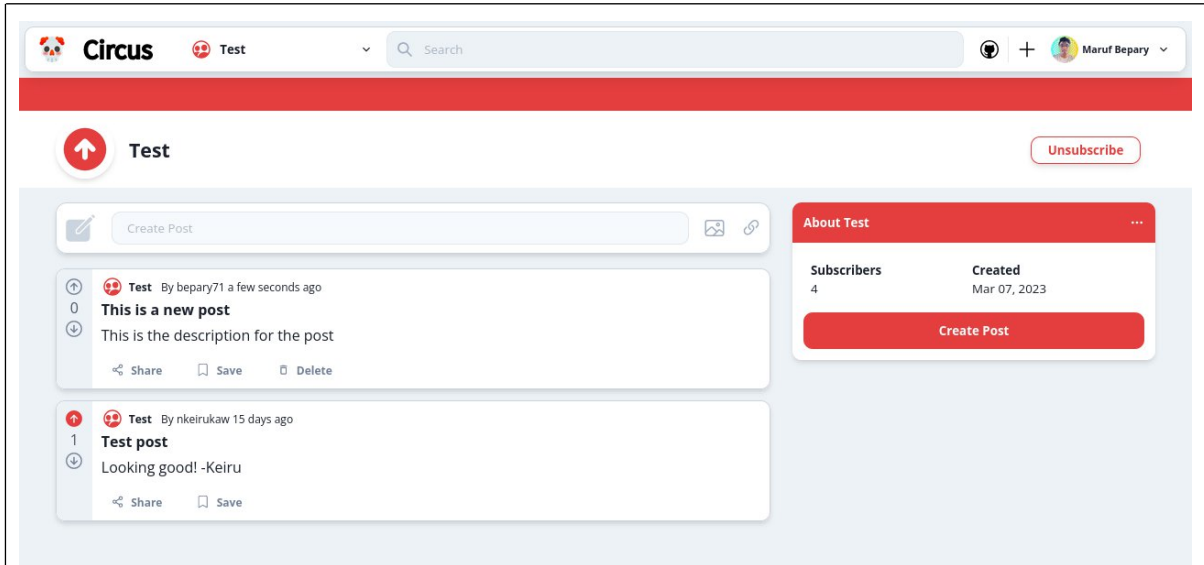 Circus Test Search Maruf Bepary
Test Unsubscribe
Create Post
Test By bepary71 a few seconds ago
0
This is a new post
This is the description for the post
Share Save Delete
Test By nkeirukaw 15 days ago
1
Test post
Looking good! -Keiru
Share Save
About Test ...
Subscribers Created
4 Mar 07, 2023
Create Post